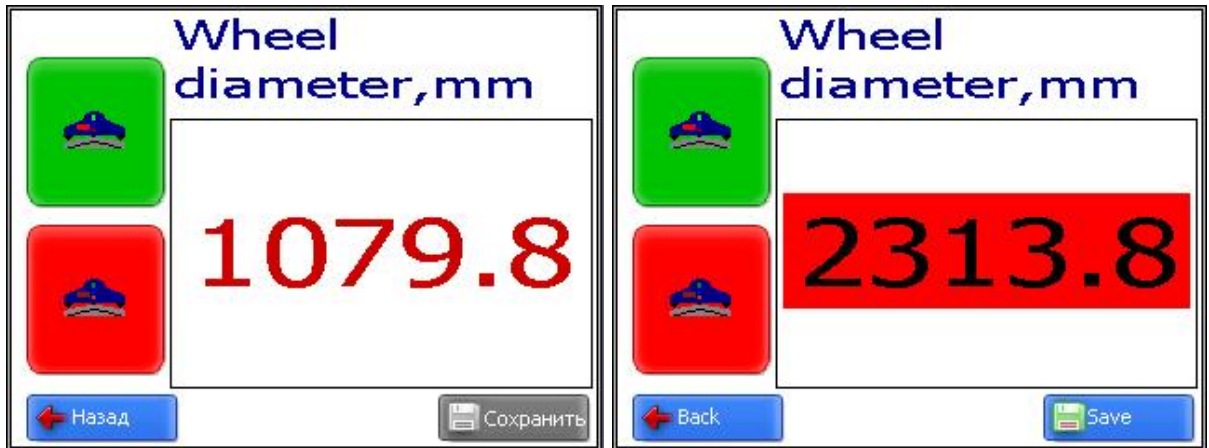 Wheel
diameter,mm
1079.8
Назад
Сохранить
Wheel
diameter,mm
2313.8
Back
Save